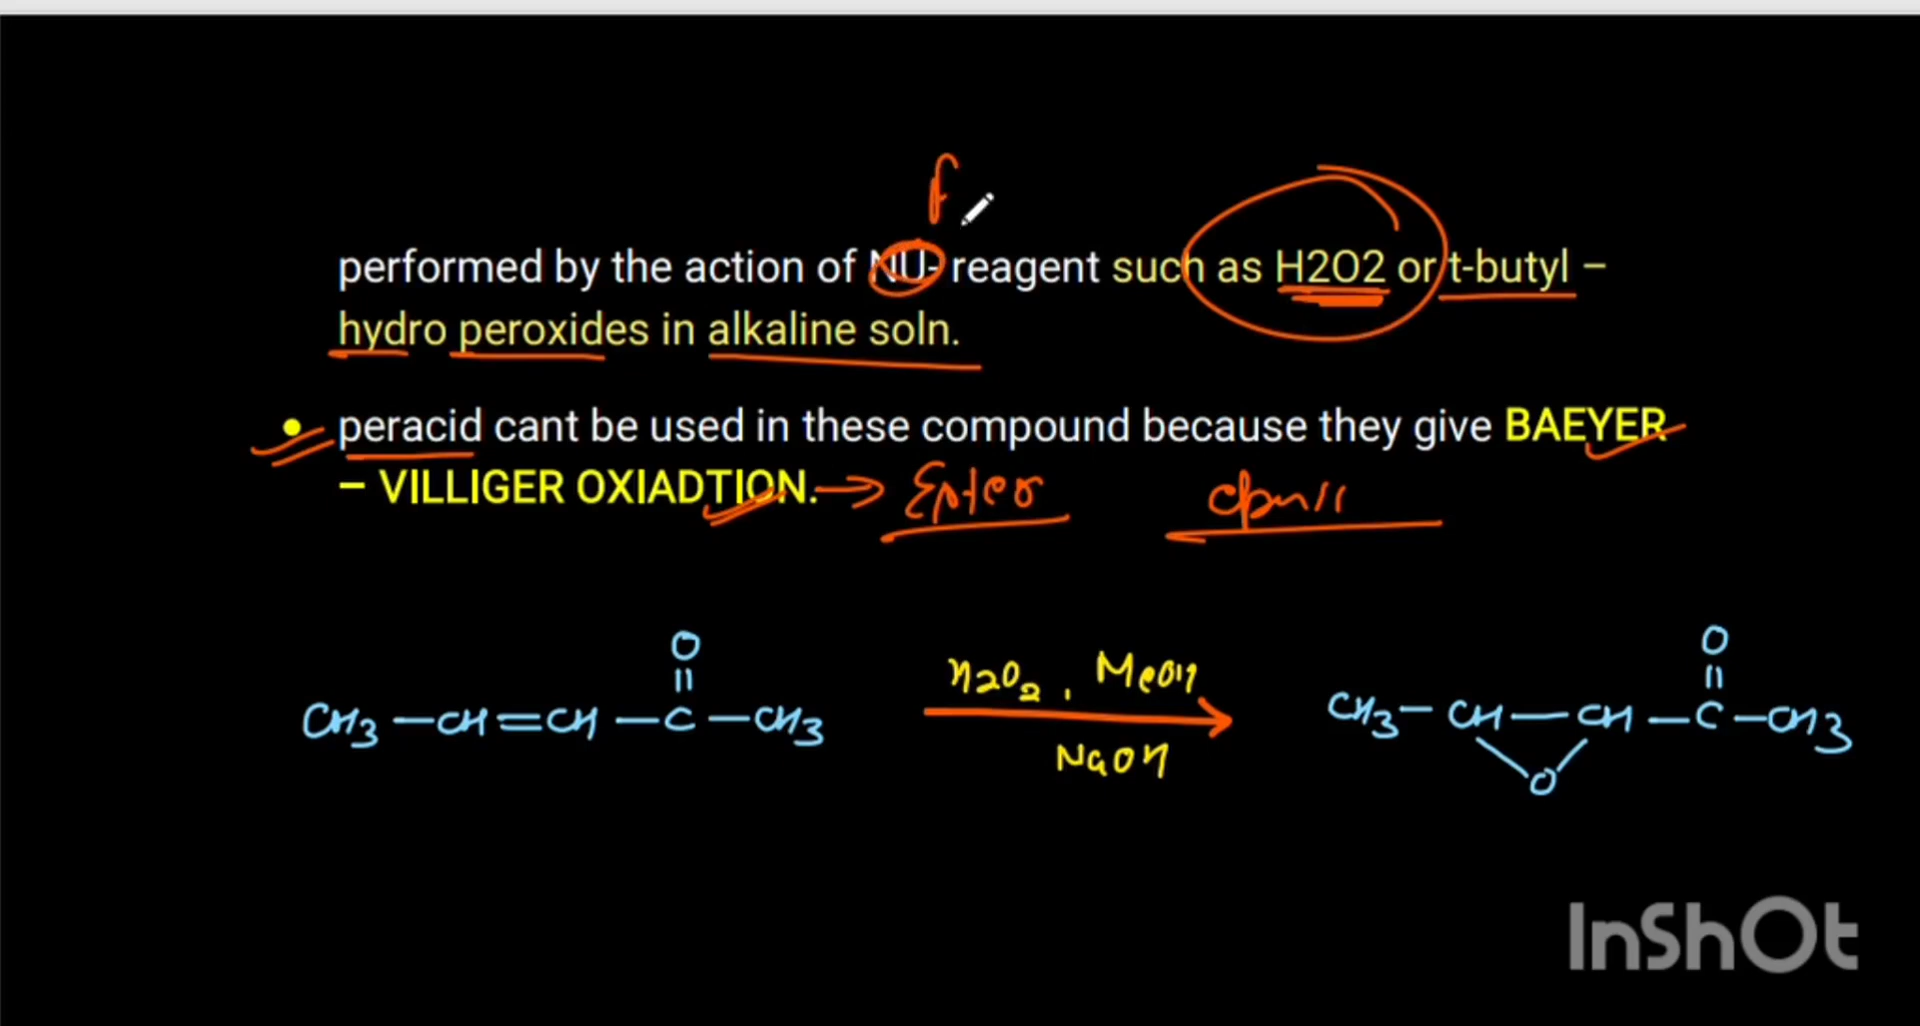 performed by the action of NU- reagent such as H2O2 or t-butyl –
hydro peroxides in alkaline soln.
• peracid cant be used in these compound because they give BAEYER
– VILLIGER OXIADTION.
O
||
CH3 — CH = CH — C — CH3
H2O2 , MeOH
NaOH
O
||
CH3 — CH — CH — C — CH3
O
InShOt